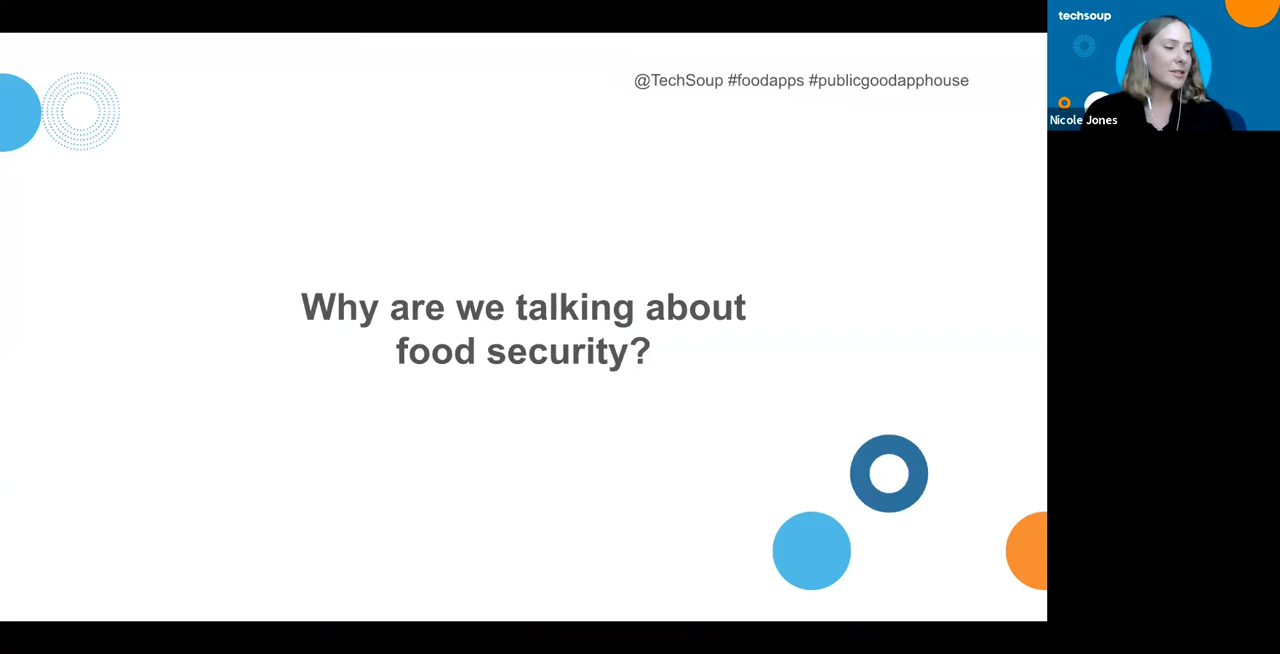 @TechSoup #foodapps #publicgoodapphouse
Why are we talking about
food security?
techsoup
Nicole Jones